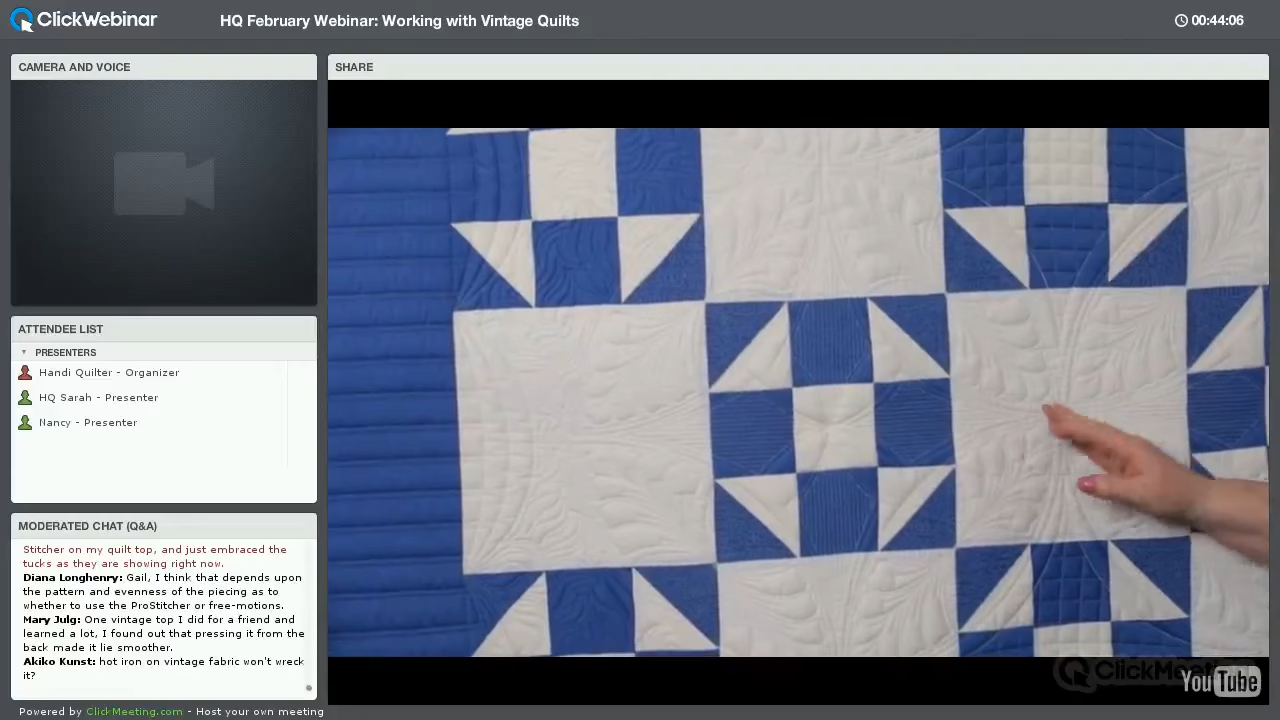 ClickWebinar
HQ February Webinar: Working with Vintage Quilts
00:44:06
CAMERA AND VOICE
SHARE
ATTENDEE LIST
PRESENTERS
Handi Quilter - Organizer
HQ Sarah - Presenter
Nancy - Presenter
MODERATED CHAT (Q&A)
Stitcher on my quilt top, and just embraced the
tucks as they are showing right now.
Diana Longhenry: Gail, I think that depends upon
the pattern and evenness of the piecing as to
whether to use the ProStitcher or free-motions.
Mary Julg: One vintage top I did for a friend and
learned a lot, I found out that pressing it from the
back made it lie smoother.
Akiko Kunst: hot iron on vintage fabric won't wreck
it?
ClickMeeting
YouTube
Powered by ClickMeeting.com - Host your own meeting